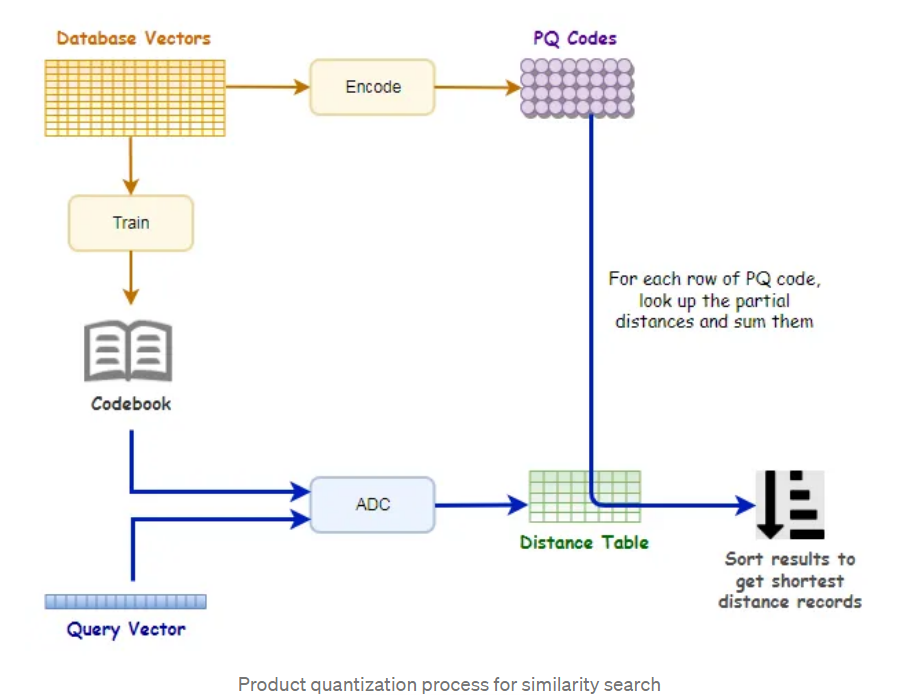 Database Vectors
PQ Codes
Encode
Train
For each row of PQ code,
look up the partial
distances and sum them
Codebook
ADC
Distance Table
Sort results to
get shortest
distance records
Query Vector
Product quantization process for similarity search